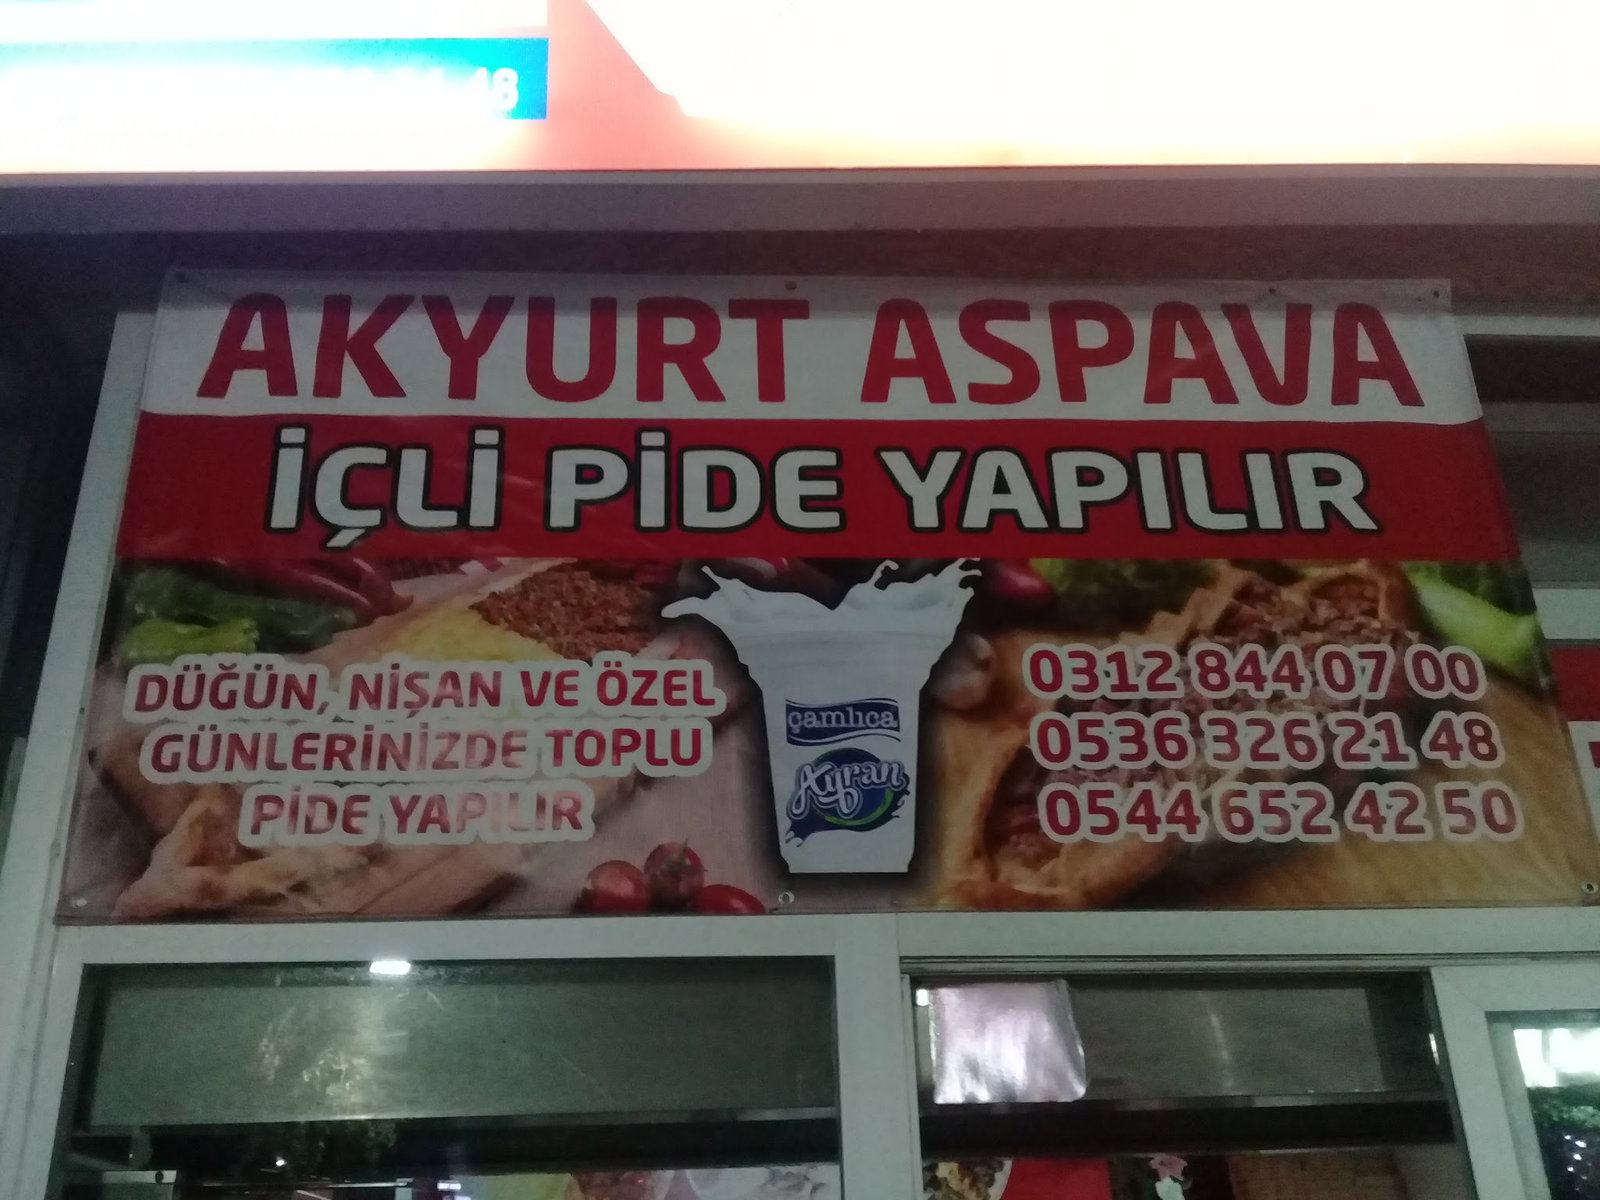 48
AKYURT ASPAVA
İÇLİ PİDE YAPILIR
DÜĞÜN, NİŞAN VE ÖZEL
GÜNLERİNİZDE TOPLU
PİDE YAPILIR
çamlıca
Ayran
0312 844 07 00
0536 326 21 48
0544 652 42 50